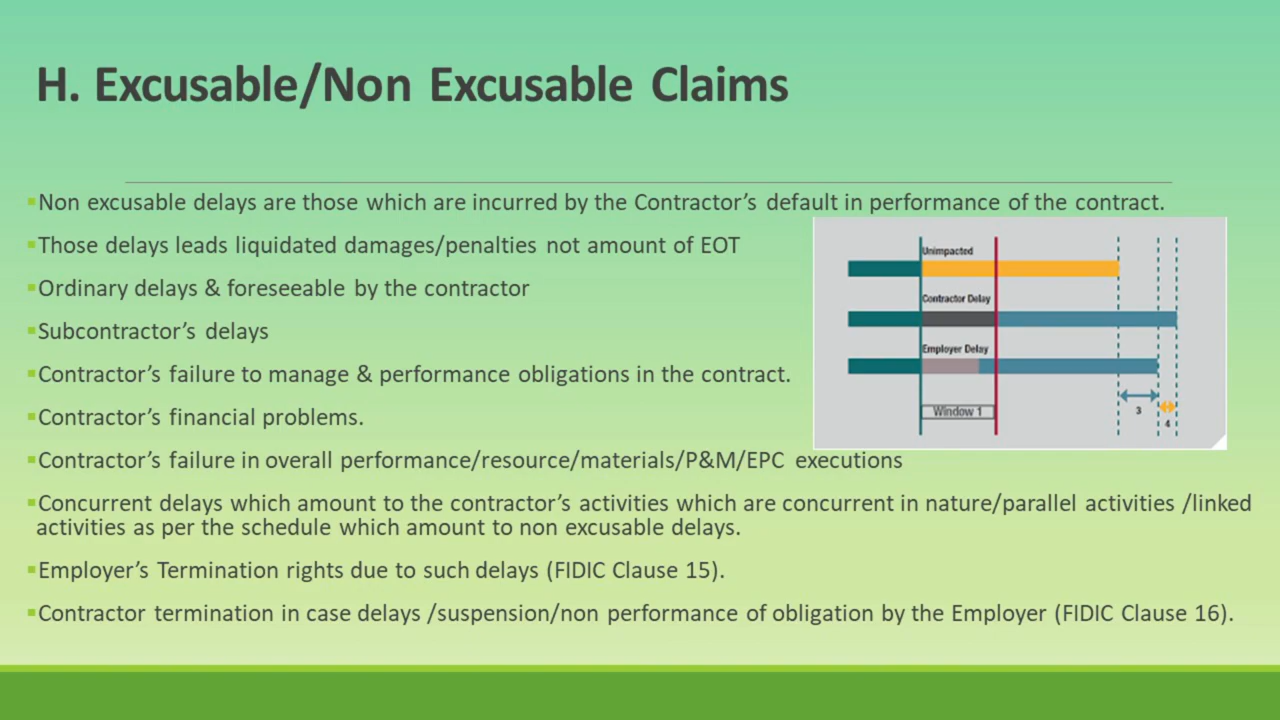 H. Excusable/Non Excusable Claims
▪Non excusable delays are those which are incurred by the Contractor’s default in performance of the contract.
▪Those delays leads liquidated damages/penalties not amount of EOT
▪Ordinary delays & foreseeable by the contractor
▪Subcontractor’s delays
▪Contractor’s failure to manage & performance obligations in the contract.
▪Contractor’s financial problems.
▪Contractor’s failure in overall performance/resource/materials/P&M/EPC executions
▪Concurrent delays which amount to the contractor’s activities which are concurrent in nature/parallel activities /linked
activities as per the schedule which amount to non excusable delays.
▪Employer’s Termination rights due to such delays (FIDIC Clause 15).
▪Contractor termination in case delays /suspension/non performance of obligation by the Employer (FIDIC Clause 16).
Unimpacted
Contractor Delay
Employer Delay
Window 1
3
4